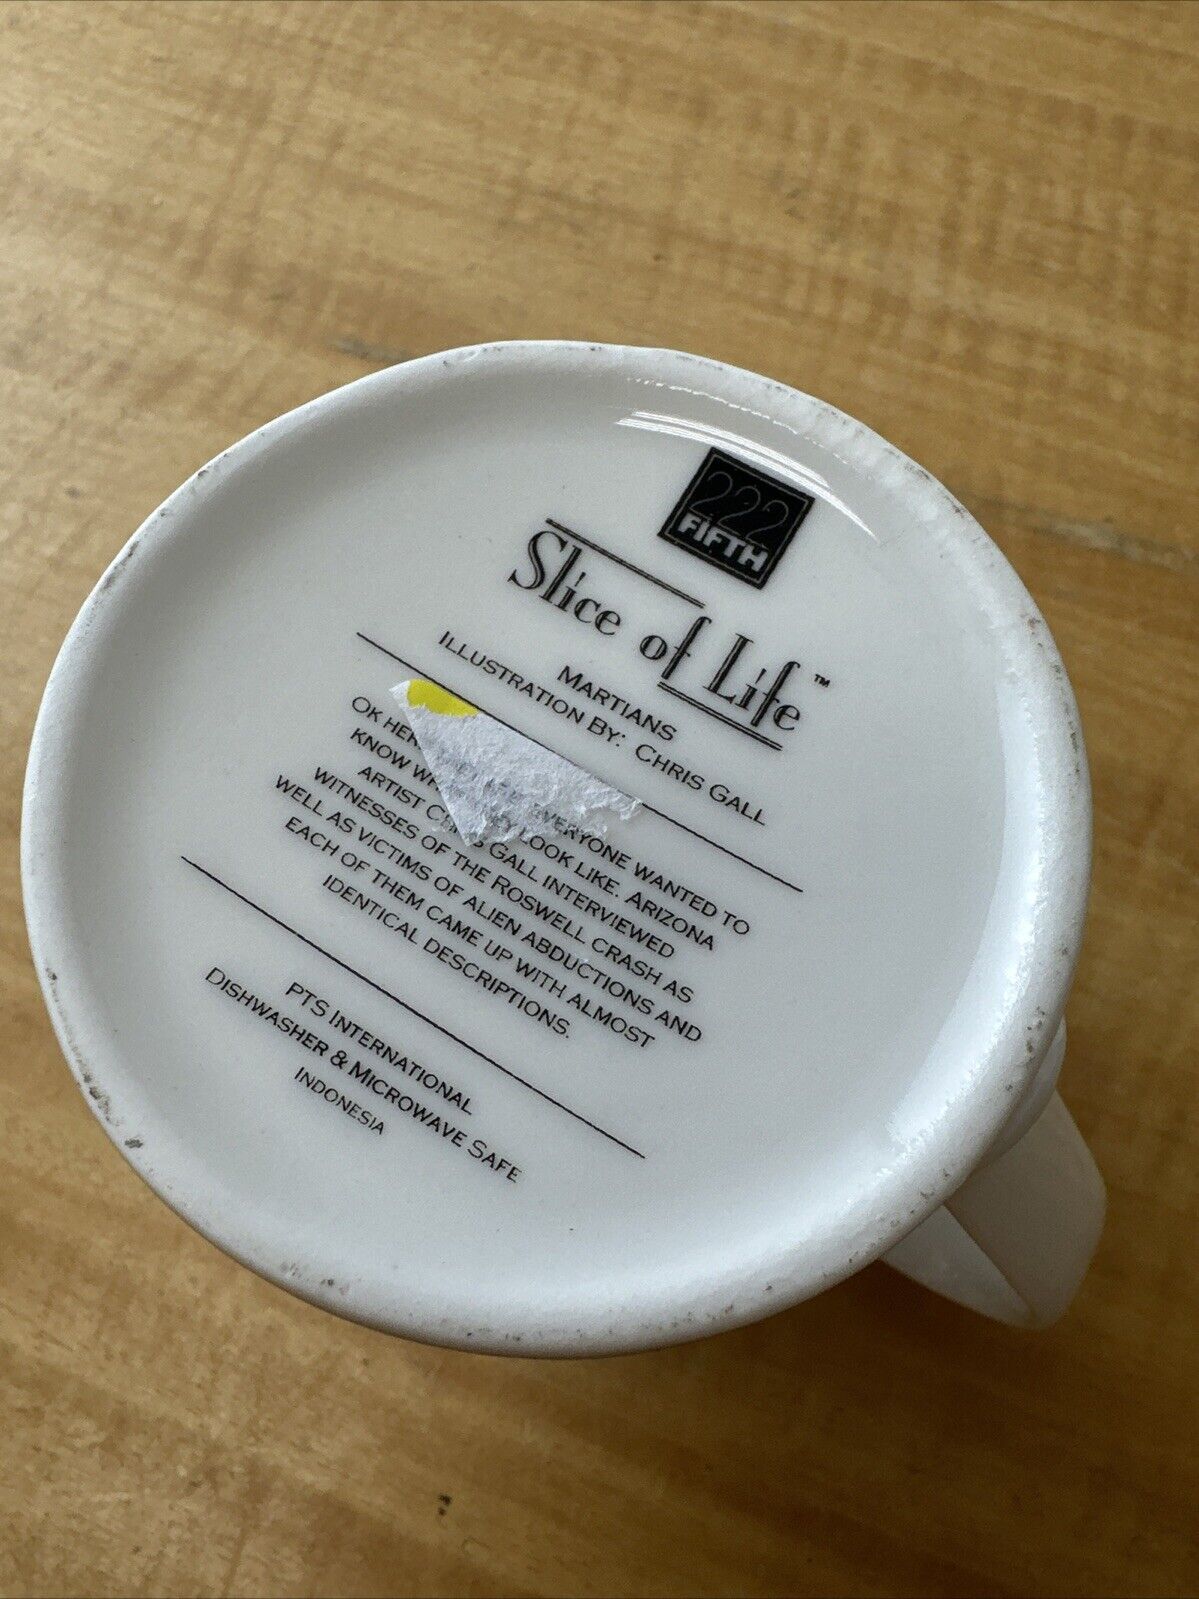 222
FIFTH
Slice of Life™
MARTIANS
ILLUSTRATION BY: CHRIS GALL
OK EVERYONE WANTED TO
KNOW LOOK LIKE. ARIZONA
ARTIST CHRIS GALL INTERVIEWED
WITNESSES OF THE ROSWELL CRASH AS
WELL AS VICTIMS OF ALIEN ABDUCTIONS AND
EACH OF THEM CAME UP WITH ALMOST
IDENTICAL DESCRIPTIONS.
PTS INTERNATIONAL
DISHWASHER & MICROWAVE SAFE
INDONESIA